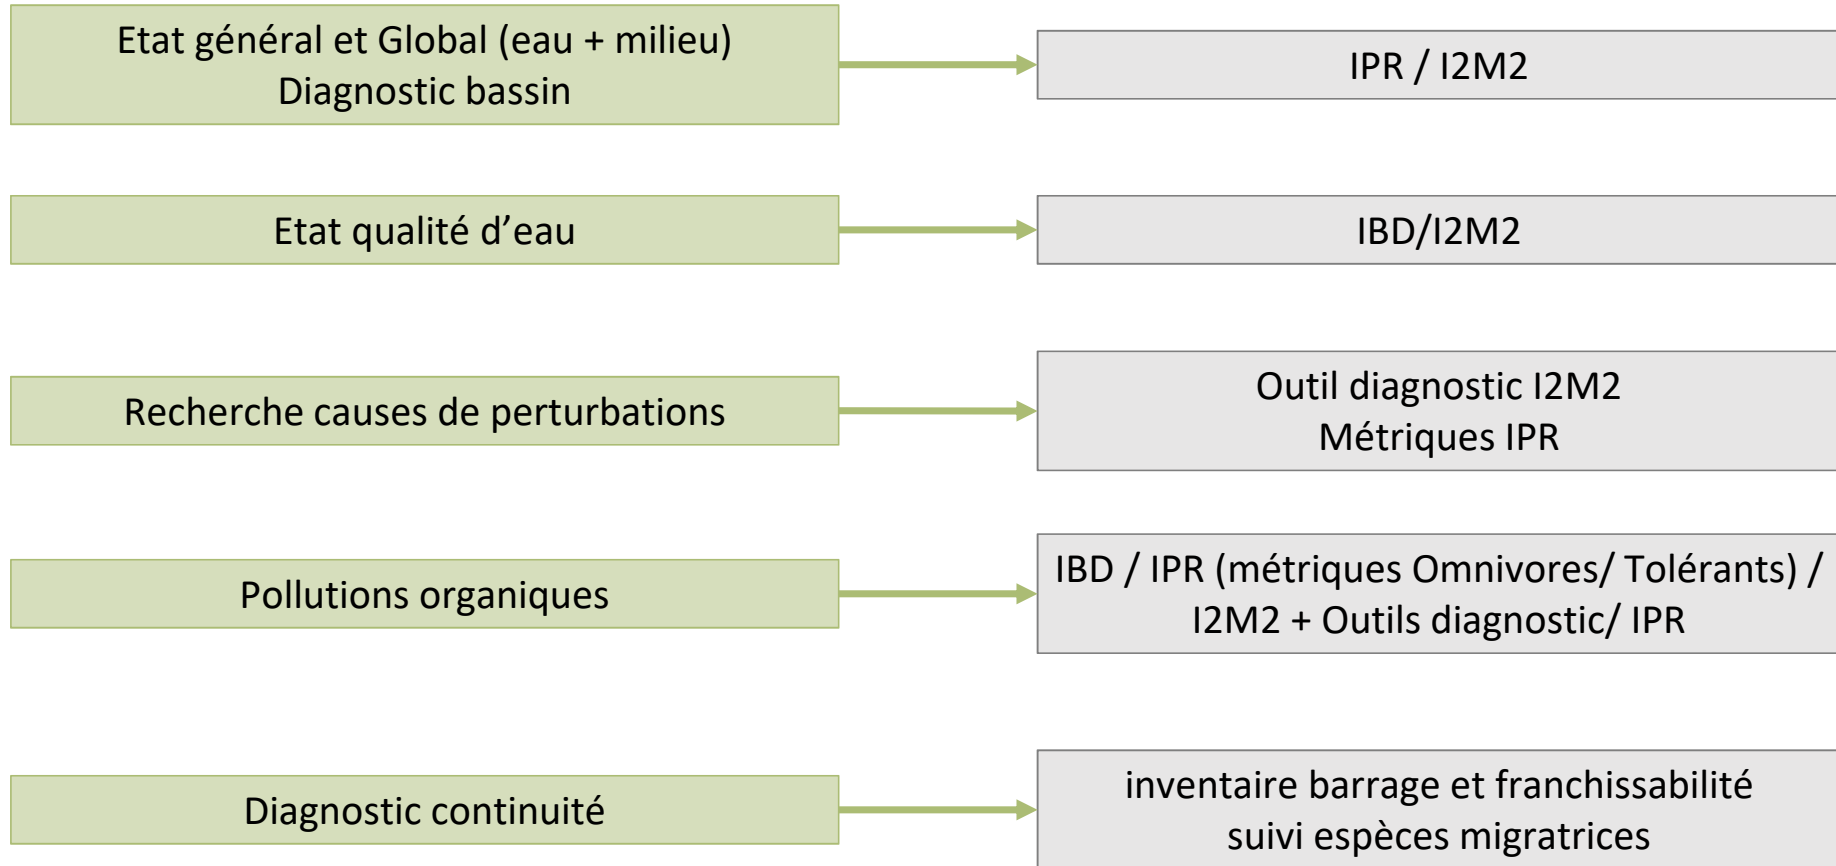 Etat général et Global (eau + milieu)
Diagnostic bassin
IPR / I2M2
Etat qualité d’eau
IBD/I2M2
Recherche causes de perturbations
Outil diagnostic I2M2
Métriques IPR
Pollutions organiques
IBD / IPR (métriques Omnivores/ Tolérants) /
I2M2 + Outils diagnostic/ IPR
Diagnostic continuité
inventaire barrage et franchissabilité
suivi espèces migratrices